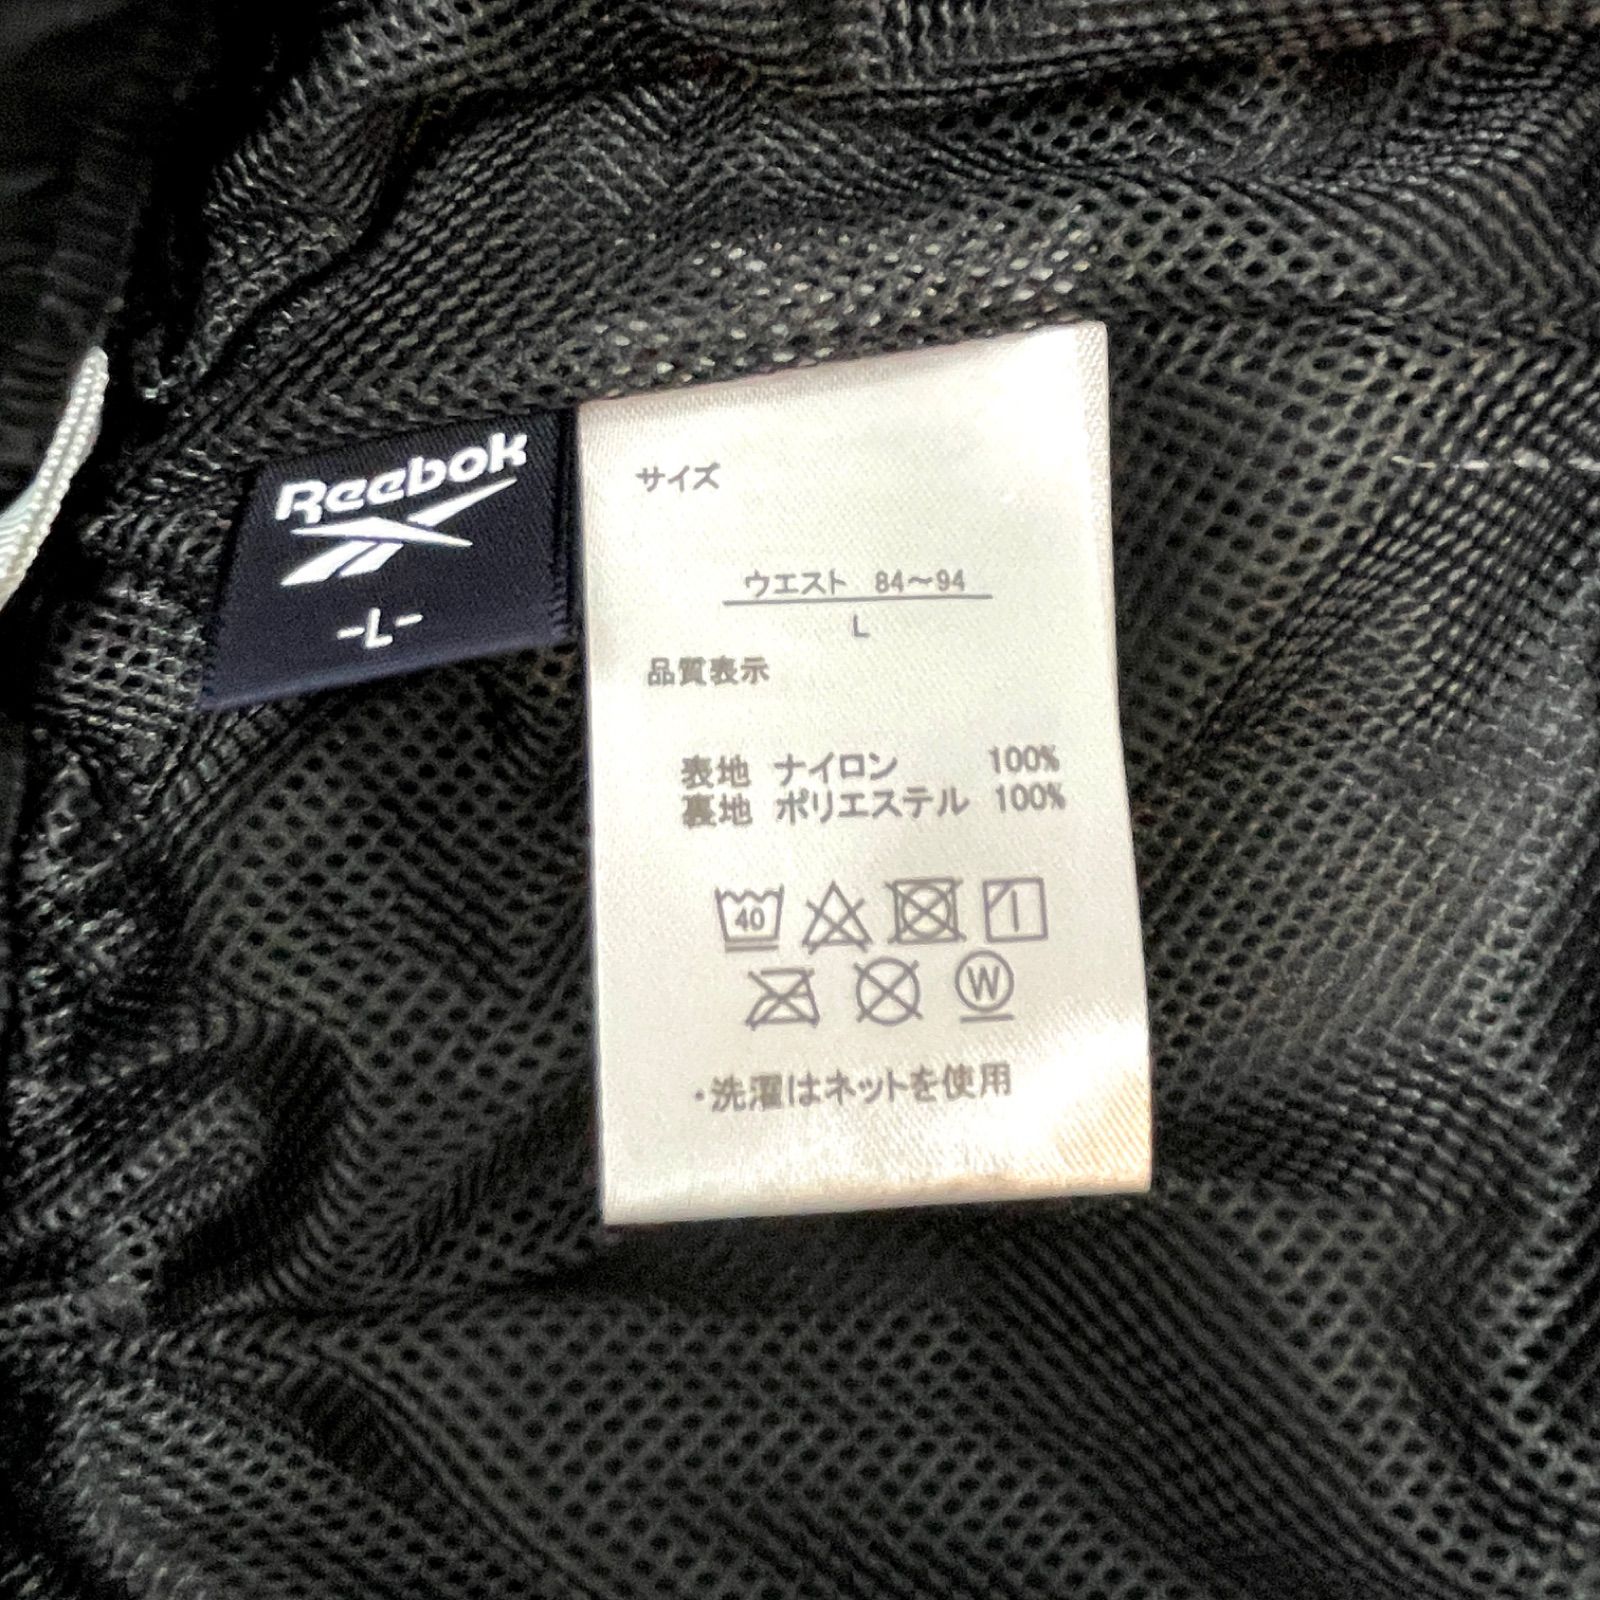 Reebok
-L-
サイズ
ウエスト 84～94
L
品質表示
表地 ナイロン 100%
裏地 ポリエステル 100%
40
W
・洗濯はネットを使用